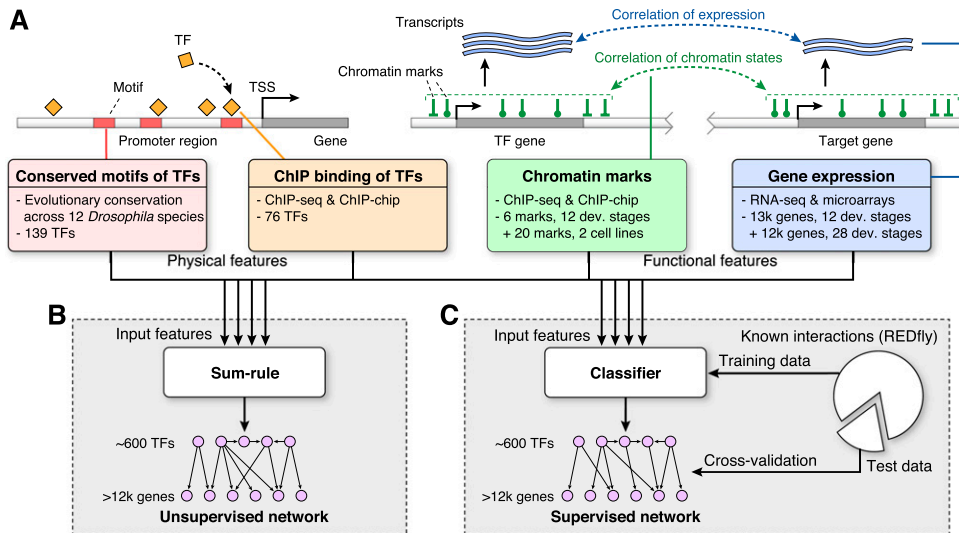 A
TF
Motif
TSS
Promoter region
Gene
Transcripts
Correlation of expression
Chromatin marks
Correlation of chromatin states
TF gene
Target gene
Conserved motifs of TFs
- Evolutionary conservation
across 12 Drosophila species
- 139 TFs
ChIP binding of TFs
- ChIP-seq & ChIP-chip
- 76 TFs
Chromatin marks
- ChIP-seq & ChIP-chip
- 6 marks, 12 dev. stages
+ 20 marks, 2 cell lines
Gene expression
- RNA-seq & microarrays
- 13k genes, 12 dev. stages
+ 12k genes, 28 dev. stages
Physical features
Functional features
B
Input features
Sum-rule
~600 TFs
>12k genes
Unsupervised network
C
Input features
Known interactions (REDfly)
Classifier
Training data
~600 TFs
Cross-validation
Test data
>12k genes
Supervised network